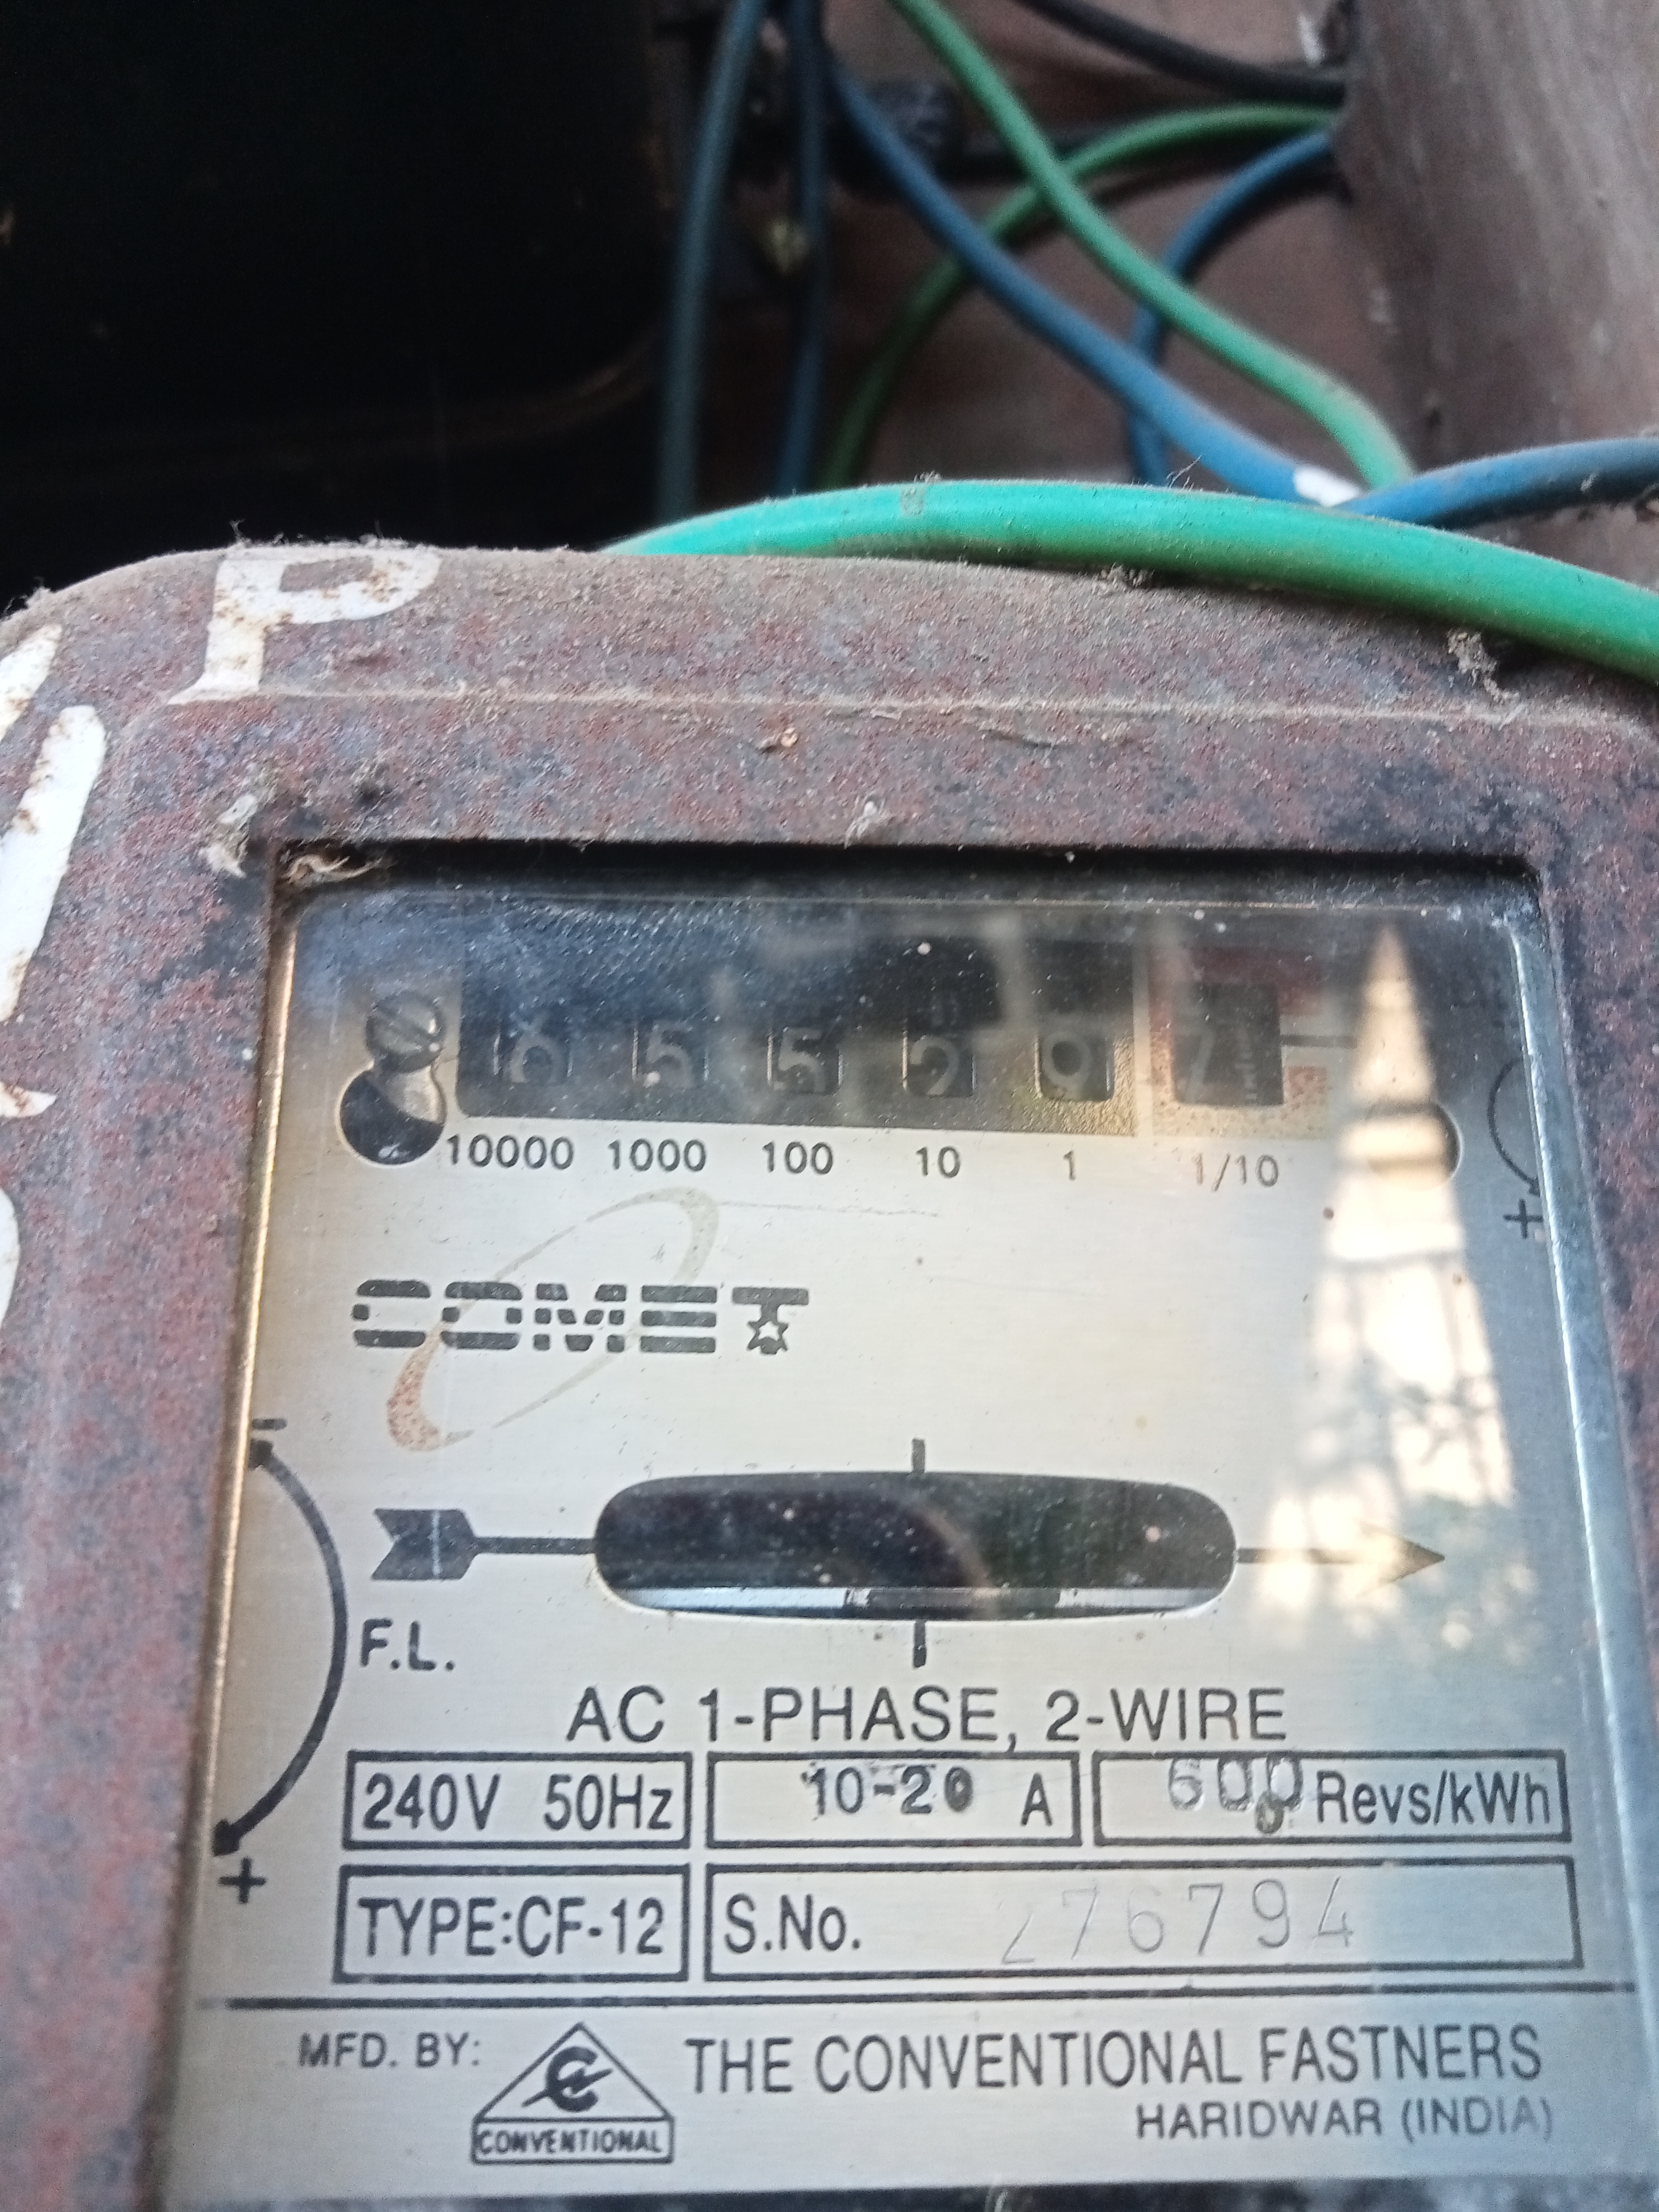 P
6 5 5 2 9 7
10000 1000 100 10 1 1/10
+
COMET
-
F.L.
AC 1-PHASE, 2-WIRE
240V 50Hz 10-20 A 600 Revs/kWh
+
TYPE:CF-12 S.No. 276794
MFD. BY: THE CONVENTIONAL FASTNERS
HARIDWAR (INDIA)
CONVENTIONAL